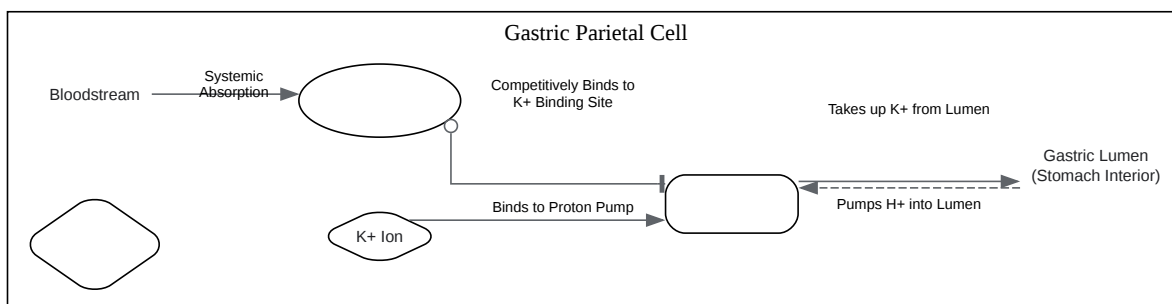 Gastric Parietal Cell
Bloodstream
Systemic
Absorption
Competitively Binds to
K+ Binding Site
Takes up K+ from Lumen
Gastric Lumen
(Stomach Interior)
Pumps H+ into Lumen
Binds to Proton Pump
K+ Ion